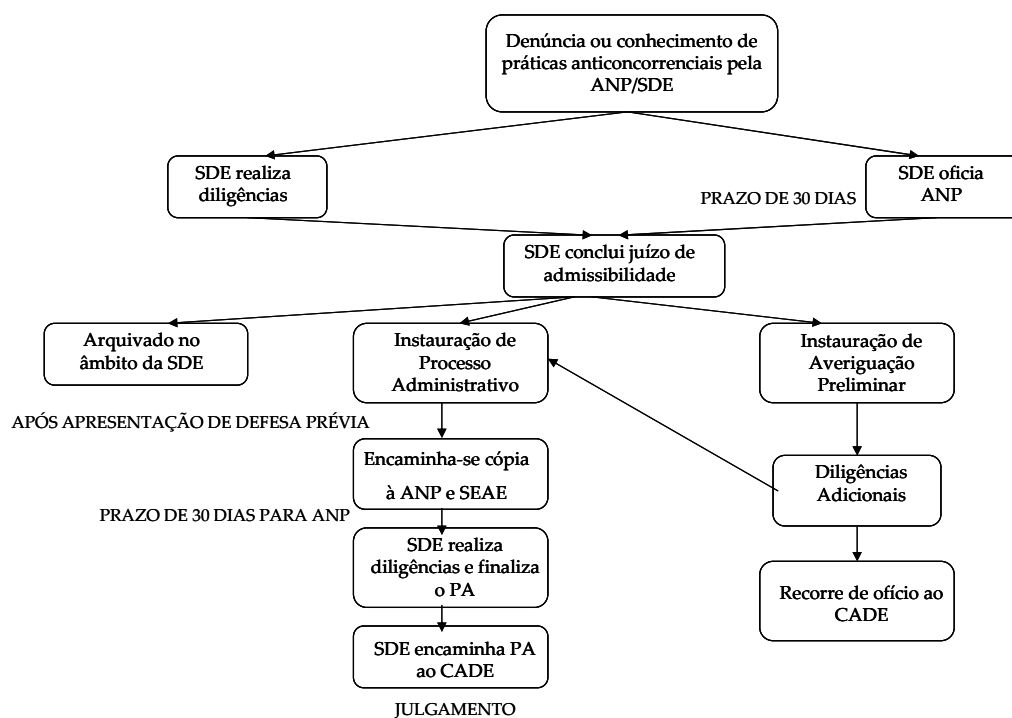 Denúncia ou conhecimento de
práticas anticoncorrenciais pela
ANP/SDE
SDE realiza
diligências
PRAZO DE 30 DIAS
SDE oficia
ANP
SDE conclui juízo de
admissibilidade
Arquivado no
âmbito da SDE
Instauração de
Processo
Administrativo
Instauração de
Averiguação
Preliminar
APÓS APRESENTAÇÃO DE DEFESA PRÉVIA
Encaminha-se cópia
à ANP e SEAE
Diligências
Adicionais
PRAZO DE 30 DIAS PARA ANP
SDE realiza
diligências e finaliza
o PA
Recorre de ofício ao
CADE
SDE encaminha PA
ao CADE
JULGAMENTO